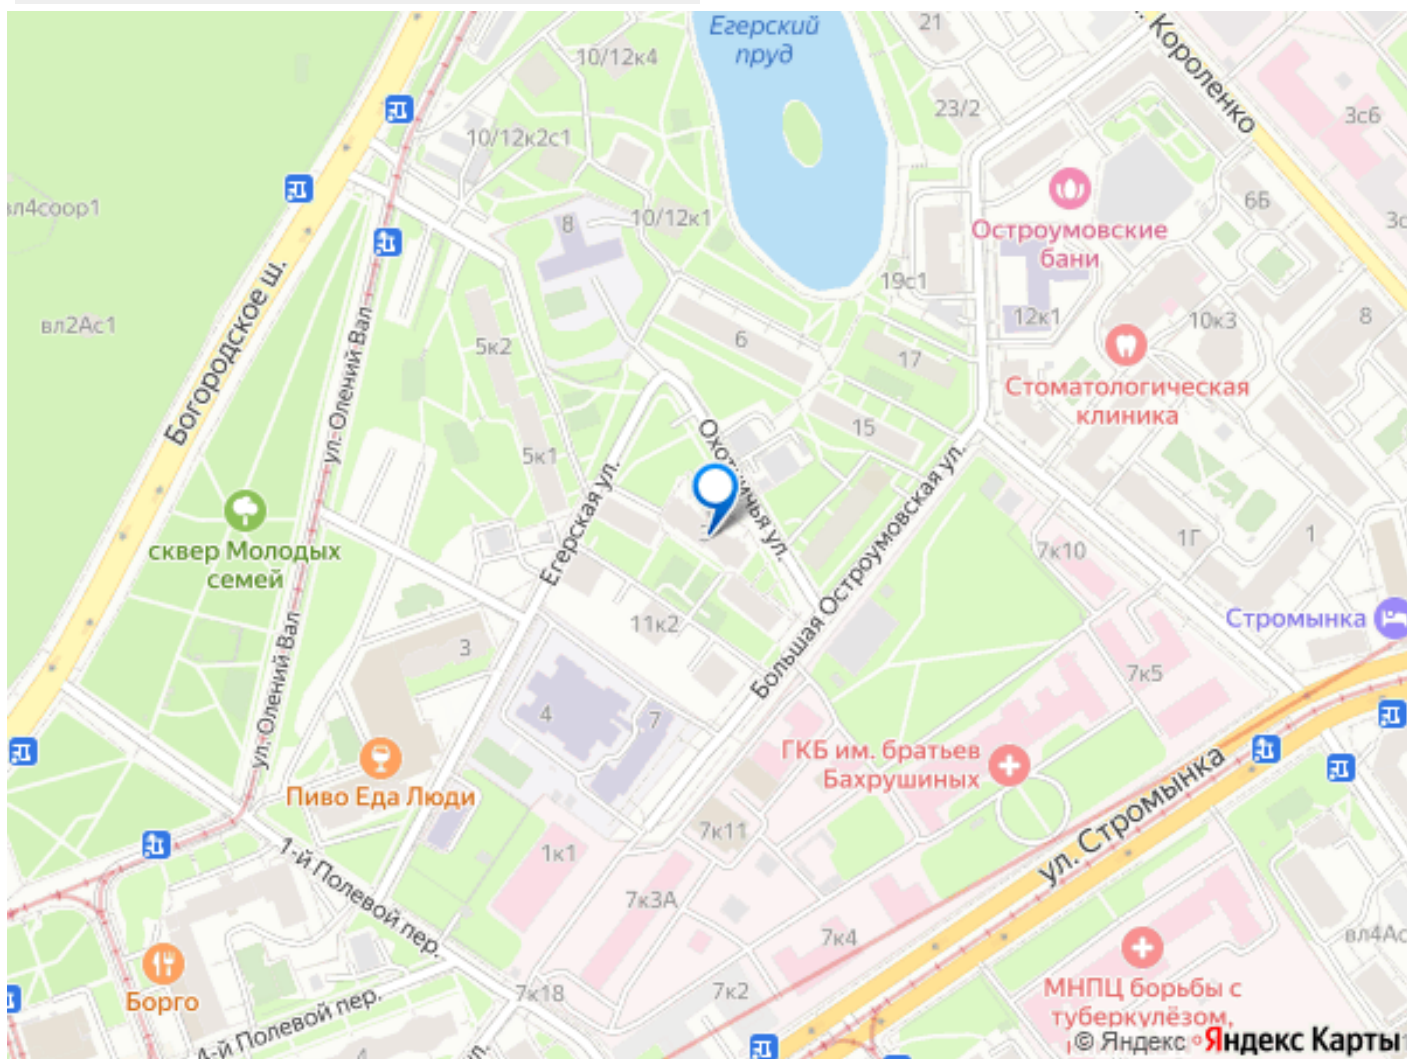 Егерский
пруд
21
ул. Короленко
10/12к4
23/2
3с6
10/12к2с1
вл4соор1
8
10/12к1
6Б
Остроумовские
бани
19с1
вл2Ас1
Богородское ш.
ул. Олений Вал
5к2
6
17
12к1
10к3
8
Стоматологическая
клиника
15
5к1
Охотничья ул.
Егерская ул.
Большая Остроумовская ул.
сквер Молодых
семей
7к10
1Г
1
Стромынка
11к2
3
ул. Олений Вал
4
7
7к5
ГКБ им. братьев
Бахрушиных
Пиво Еда Люди
7к11
ул. Стромынка
1-й Полевой пер.
1к1
7к3А
7к4
вл4Ас
Борго
4-й Полевой пер.
7к18
7к2
МНПЦ борьбы с
туберкулёзом,
© Яндекс Яндекс Карты